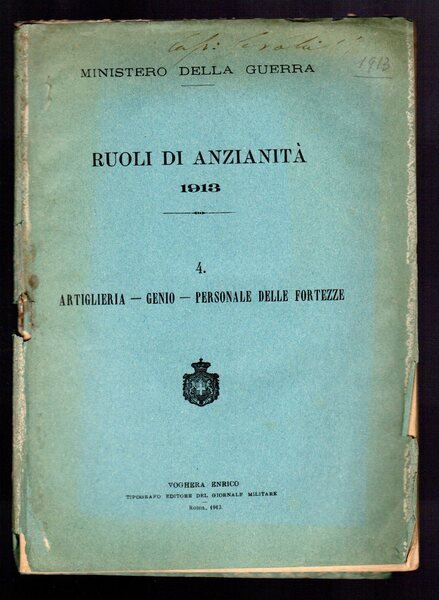 1913
MINISTERO DELLA GUERRA
RUOLI DI ANZIANITÀ
1913
4.
ARTIGLIERIA — GENIO — PERSONALE DELLE FORTEZZE
VOGHERA ENRICO
TIPOGRAFO EDITORE DEL GIORNALE MILITARE
Roma, 1913.